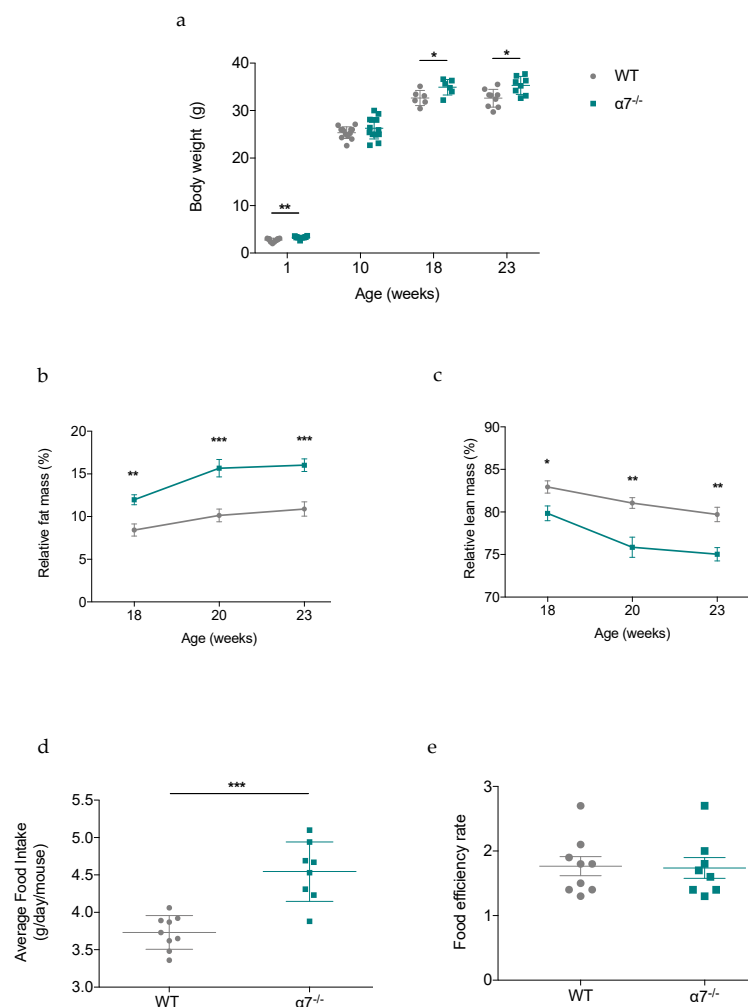 a
40
30
20
10
0
Body weight (g)
*
*
**
WT
α7-/-
1 10 18 23
Age (weeks)
b
20
15
10
5
0
Relative fat mass (%)
**
***
***
18 20 23
Age (weeks)
c
90
85
80
75
70
Relative lean mass (%)
*
**
**
18 20 23
Age (weeks)
d
5.5
5.0
4.5
4.0
3.5
3.0
Average Food Intake
(g/day/mouse)
***
WT α7-/-
e
3
2
1
0
Food efficiency rate
WT α7-/-